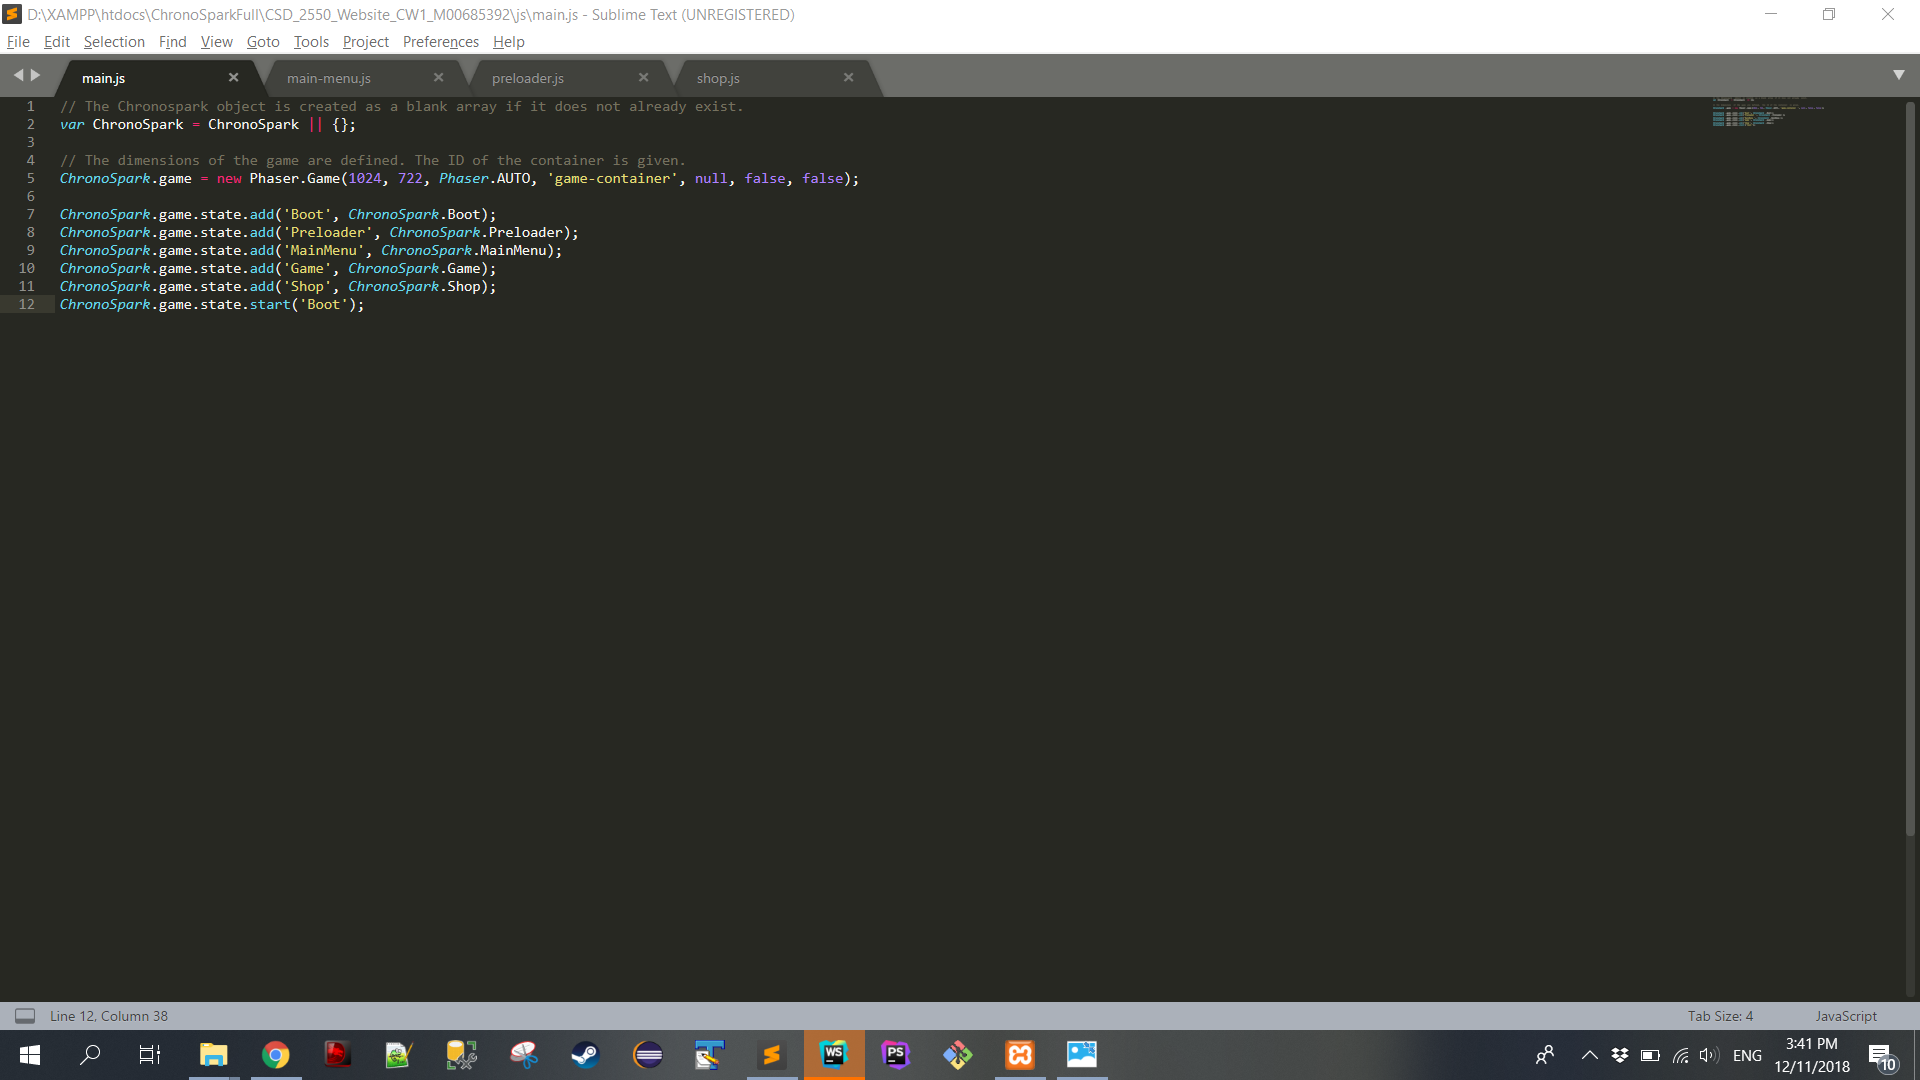 D:\XAMPP\htdocs\ChronoSparkFull\CSD_2550_Website_CW1_M00685392\js\main.js - Sublime Text (UNREGISTERED)
File Edit Selection Find View Goto Tools Project Preferences Help
main.js main-menu.js preloader.js shop.js
1 // The Chronospark object is created as a blank array if it does not already exist.
2 var ChronoSpark = ChronoSpark || {};
3
4 // The dimensions of the game are defined. The ID of the container is given.
5 ChronoSpark.game = new Phaser.Game(1024, 722, Phaser.AUTO, 'game-container', null, false, false);
6
7 ChronoSpark.game.state.add('Boot', ChronoSpark.Boot);
8 ChronoSpark.game.state.add('Preloader', ChronoSpark.Preloader);
9 ChronoSpark.game.state.add('MainMenu', ChronoSpark.MainMenu);
10 ChronoSpark.game.state.add('Game', ChronoSpark.Game);
11 ChronoSpark.game.state.add('Shop', ChronoSpark.Shop);
12 ChronoSpark.game.state.start('Boot');
Line 12, Column 38 Tab Size: 4 JavaScript
WS PS ENG 3:41 PM
12/11/2018 10